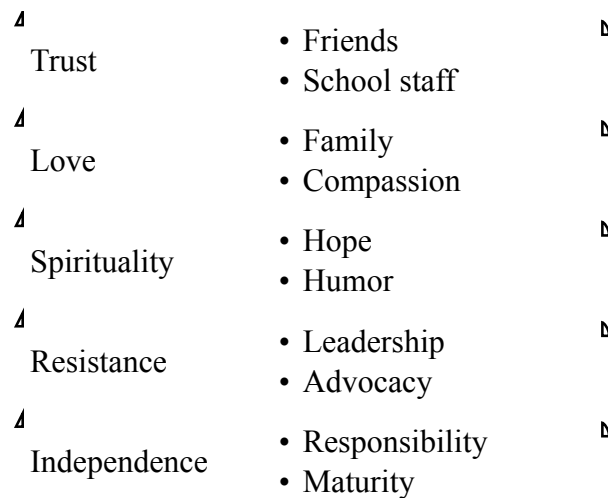 Trust
• Friends
• School staff
Love
• Family
• Compassion
Spirituality
• Hope
• Humor
Resistance
• Leadership
• Advocacy
Independence
• Responsibility
• Maturity